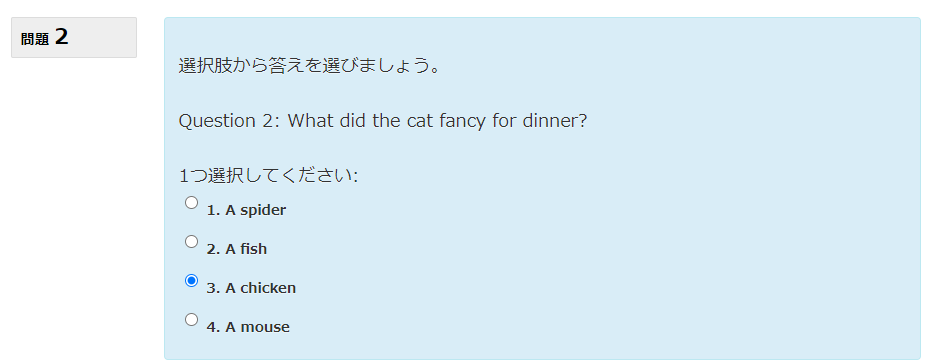 問題 2
選択肢から答えを選びましょう。
Question 2: What did the cat fancy for dinner?
1つ選択してください:
1. A spider
2. A fish
3. A chicken
4. A mouse